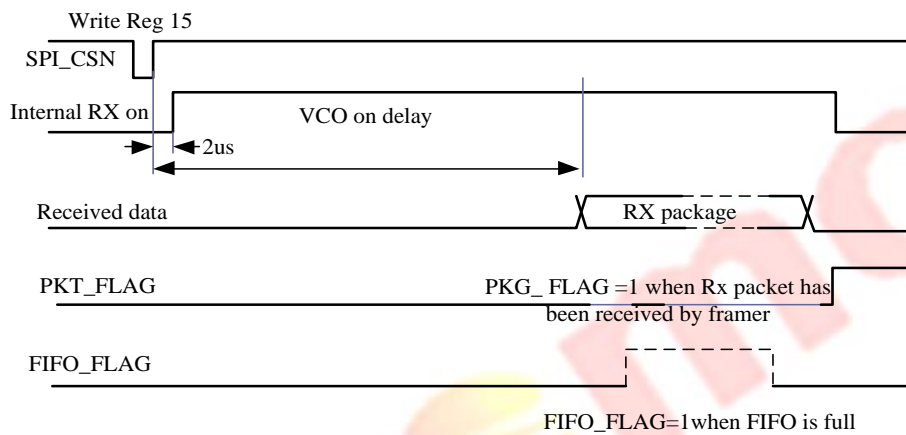 Write Reg 15
SPI_CSN
Internal RX on
VCO on delay
2us
Received data
RX package
PKT_FLAG
PKG_ FLAG =1 when Rx packet has
been received by framer
FIFO_FLAG
FIFO_FLAG=1when FIFO is full